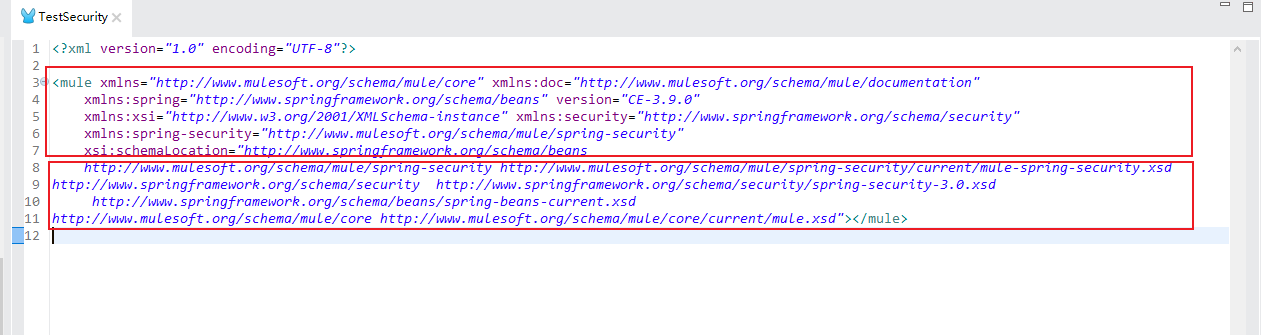 TestSecurity
1 <?xml version="1.0" encoding="UTF-8"?>
2
3 <mule xmlns="http://www.mulesoft.org/schema/mule/core" xmlns:doc="http://www.mulesoft.org/schema/mule/documentation"
4 xmlns:spring="http://www.springframework.org/schema/beans" version="CE-3.9.0"
5 xmlns:xsi="http://www.w3.org/2001/XMLSchema-instance" xmlns:security="http://www.springframework.org/schema/security"
6 xmlns:spring-security="http://www.mulesoft.org/schema/mule/spring-security"
7 xsi:schemaLocation="http://www.springframework.org/schema/beans
8 http://www.mulesoft.org/schema/mule/spring-security http://www.mulesoft.org/schema/mule/spring-security/current/mule-spring-security.xsd
9 http://www.springframework.org/schema/security  http://www.springframework.org/schema/security/spring-security-3.0.xsd
10 http://www.springframework.org/schema/beans/spring-beans-current.xsd
11 http://www.mulesoft.org/schema/mule/core http://www.mulesoft.org/schema/mule/core/current/mule.xsd"></mule>
12